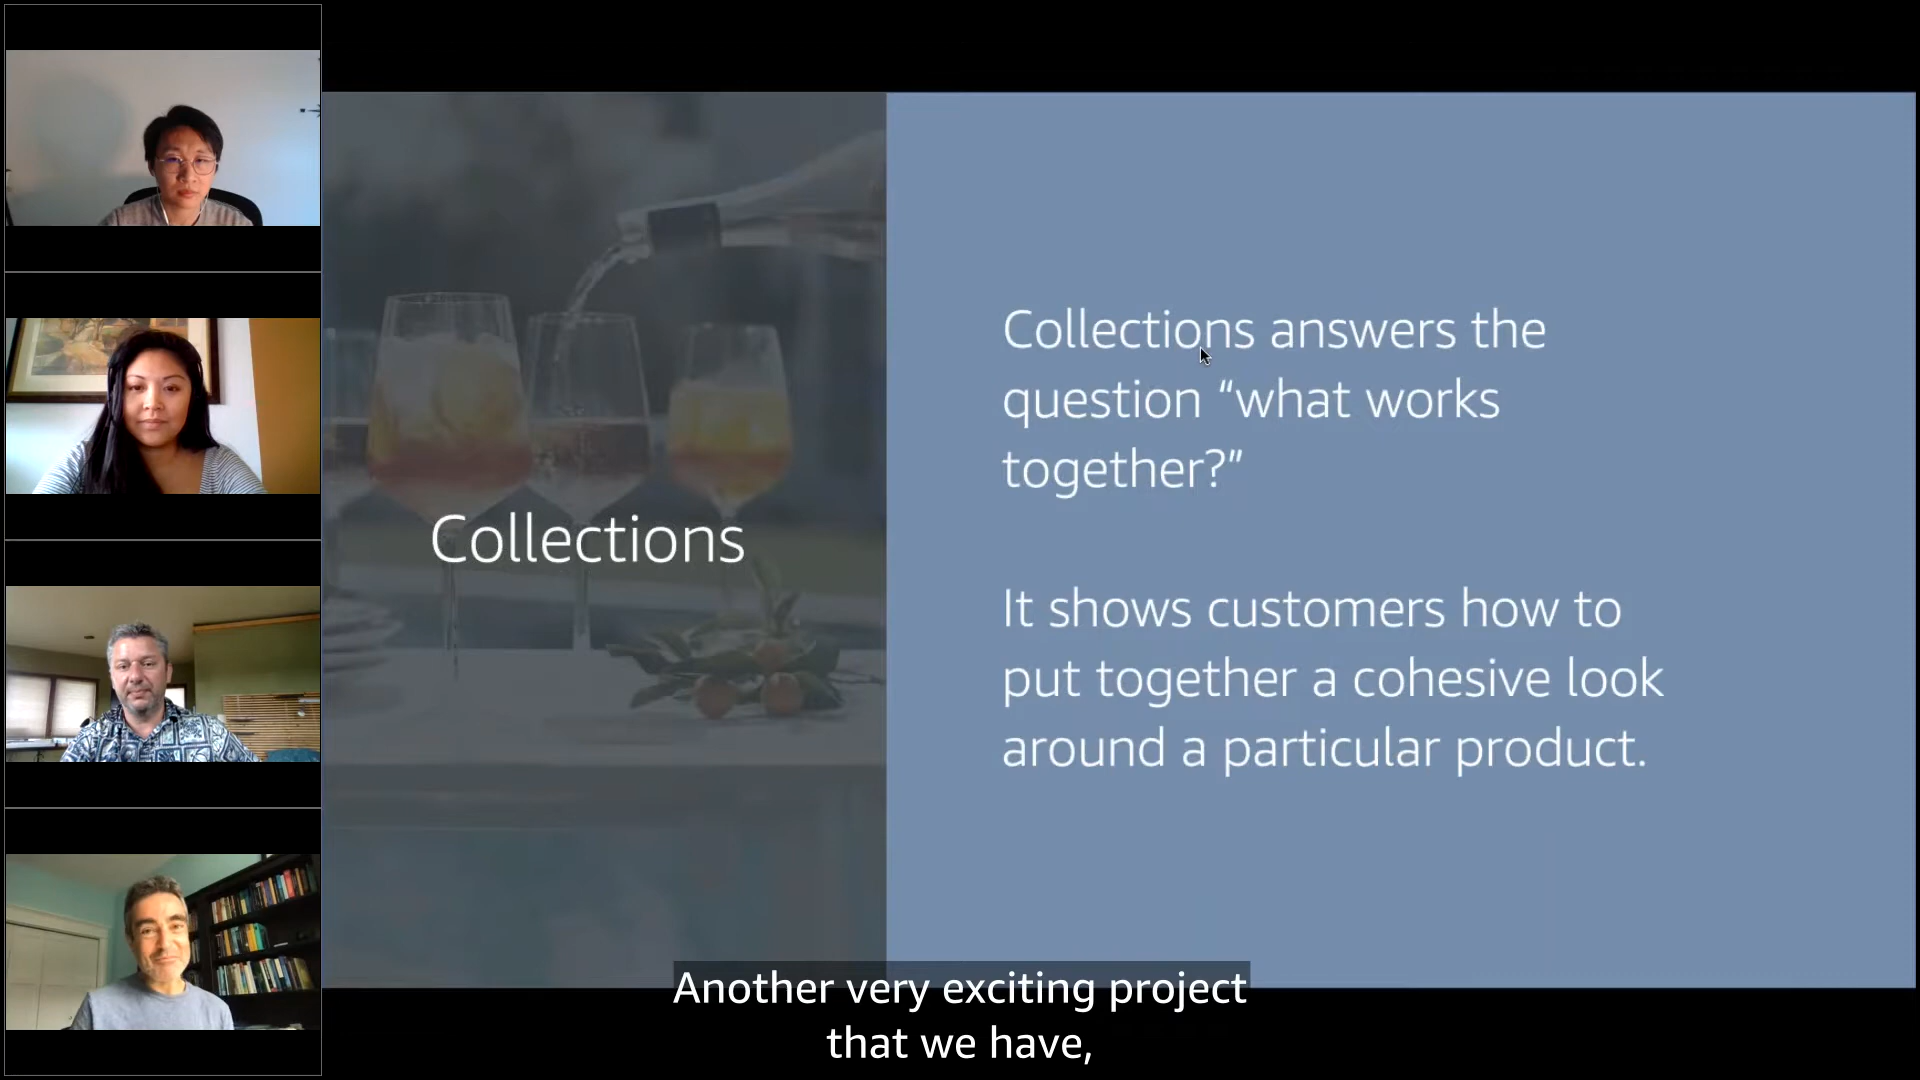 Collections
Collections answers the
question “what works
together?”
It shows customers how to
put together a cohesive look
around a particular product.
Another very exciting project
that we have,